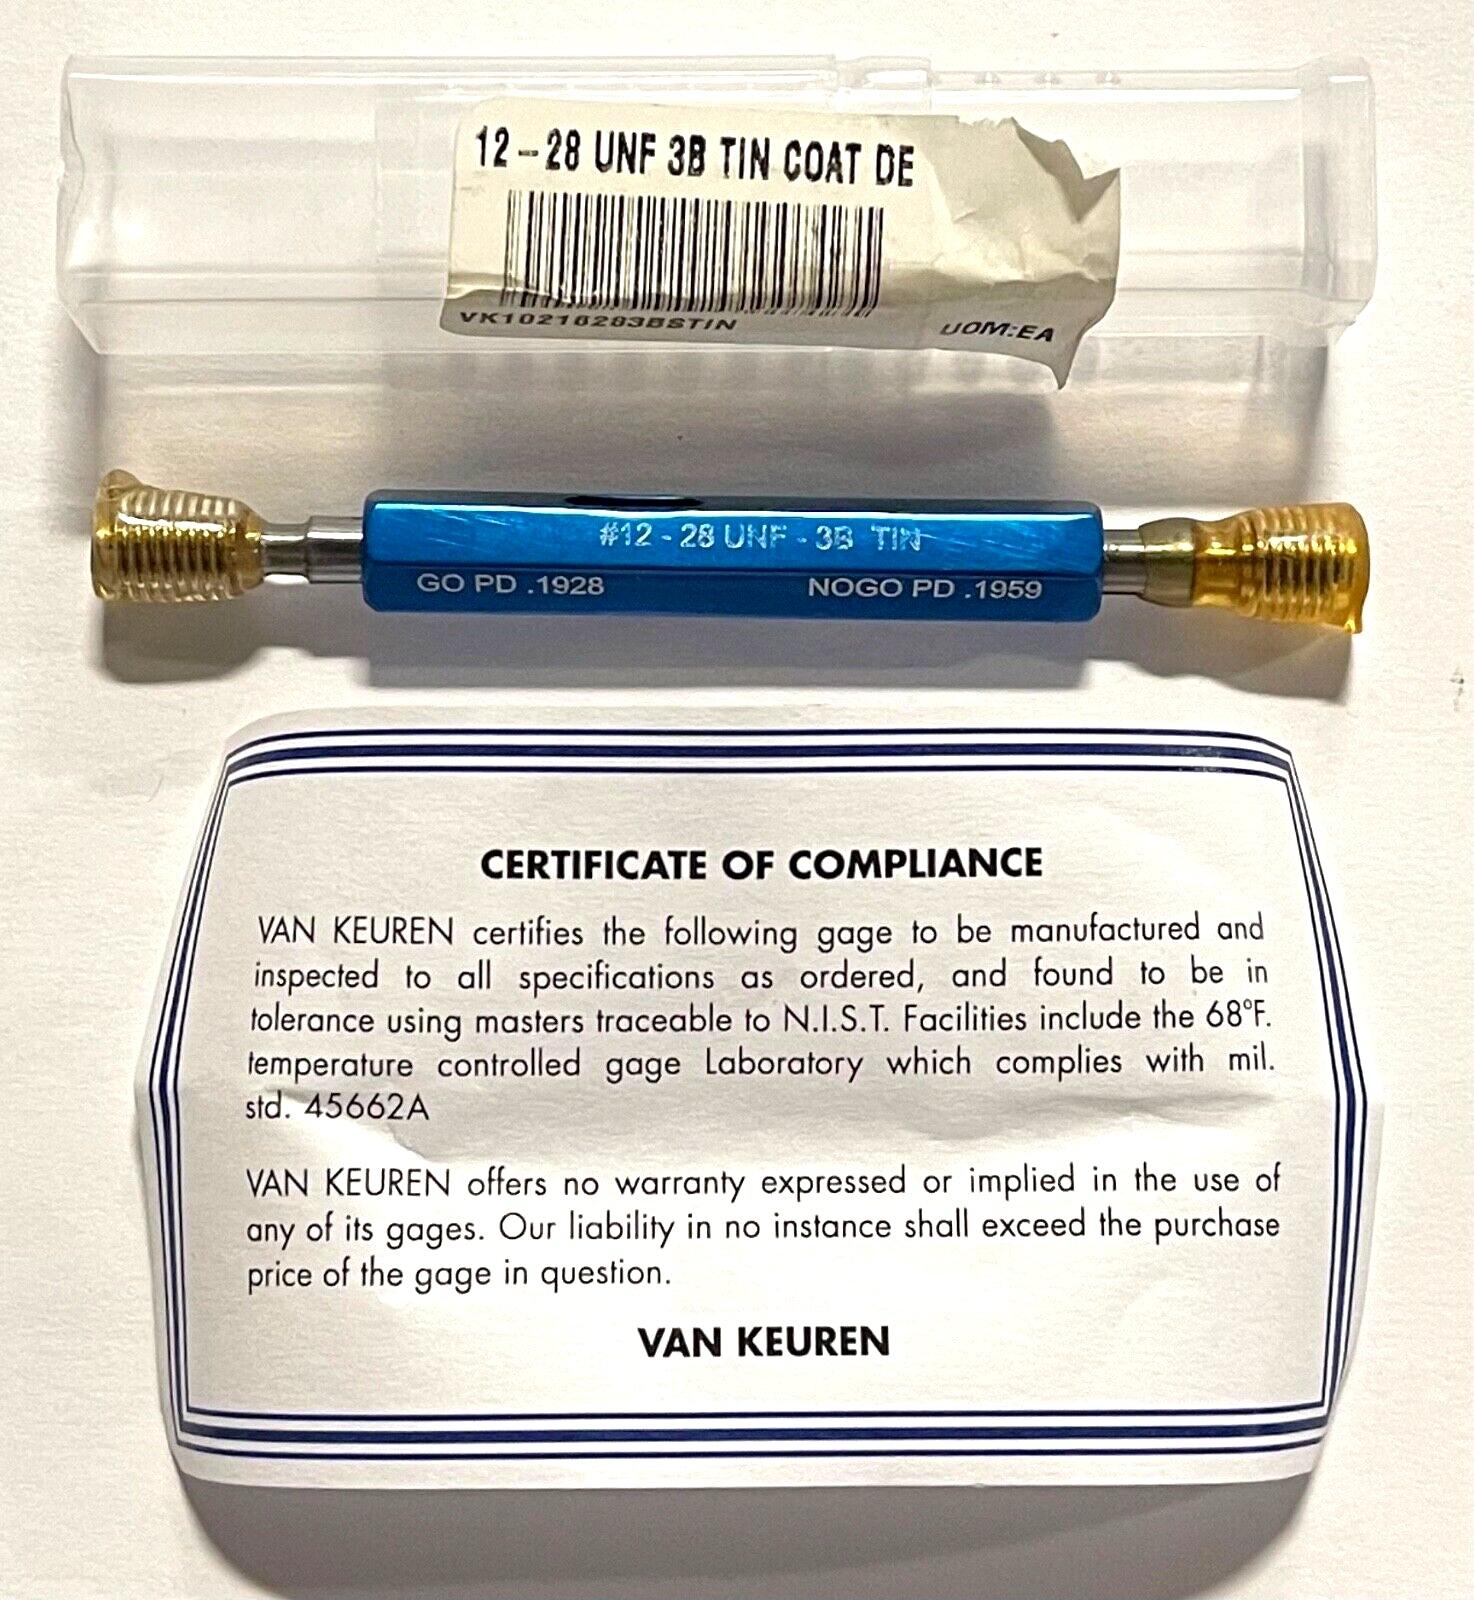 12-28 UNF 3B TIN COAT DE
VK10216283BSTIN
UOM:EA
#12 - 28 UNF - 3B TIN
GO PD .1928
NOGO PD .1959
CERTIFICATE OF COMPLIANCE
VAN KEUREN certifies the following gage to be manufactured and
inspected to all specifications as ordered, and found to be in
tolerance using masters traceable to N.I.S.T. Facilities include the 68°F.
temperature controlled gage Laboratory which complies with mil.
std. 45662A
VAN KEUREN offers no warranty expressed or implied in the use of
any of its gages. Our liability in no instance shall exceed the purchase
price of the gage in question.
VAN KEUREN